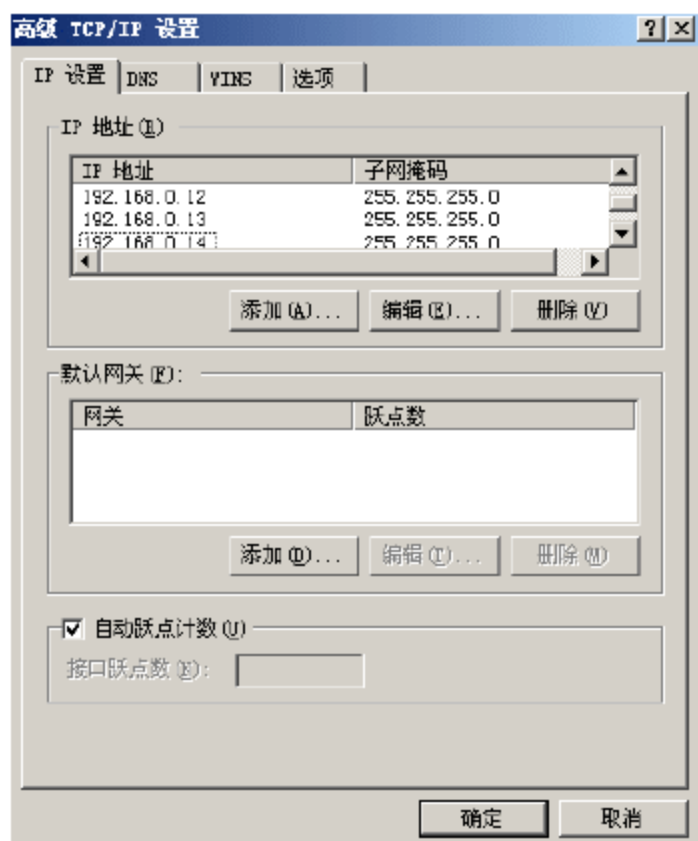 高级 TCP/IP 设置
IP 设置 DNS WINS 选项
IP 地址(R)
IP 地址 子网掩码
192.168.0.12 255.255.255.0
192.168.0.13 255.255.255.0
192.168.0.14 255.255.255.0
添加(A)... 编辑(E)... 删除(V)
默认网关(F):
网关 跃点数
添加(D)... 编辑(T)... 删除(M)
自动跃点计数(U)
接口跃点数(N):
确定 取消